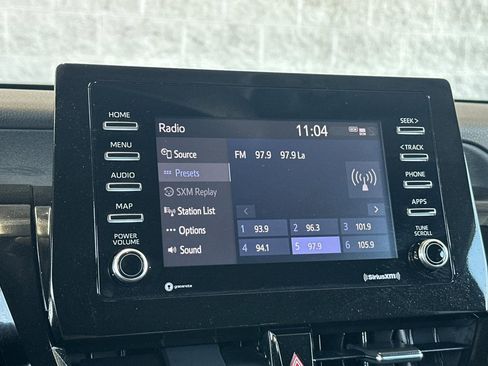 HOME
MENU
AUDIO
MAP
POWER
VOLUME
Radio 11:04
Source
Presets
SXM Replay
Station List
Options
Sound
FM 97.9 97.9 La
1 93.9 2 96.3 3 101.9
4 94.1 5 97.9 6 105.9
SEEK>
<TRACK
PHONE
APPS
TUNE
SCROLL
gracenote
((SiriusXM))